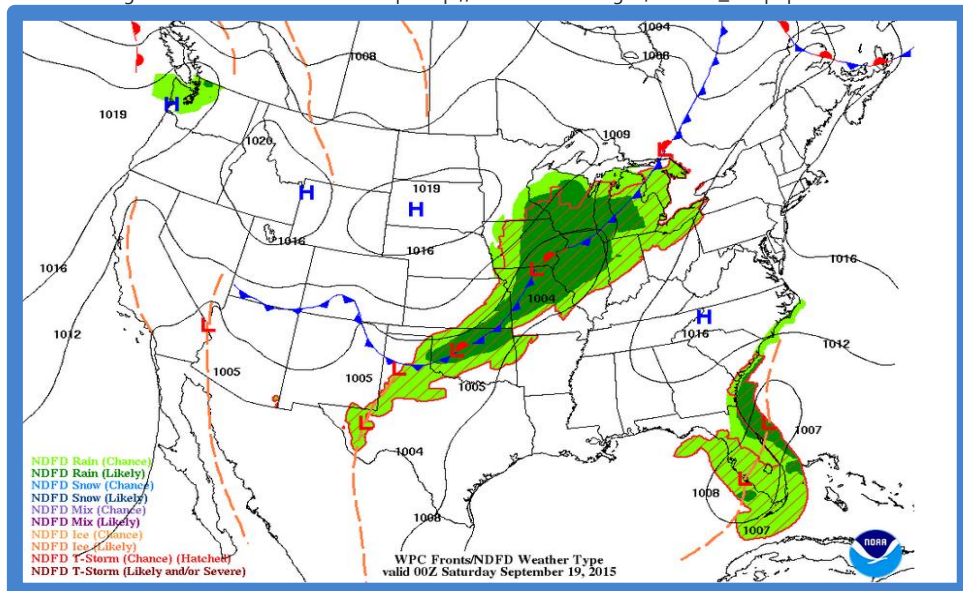 1004
1008
1008
1019
H
1009
L
1020
1019
H
H
1016
1016
1016
1016
L
1004
H
L
1016
1012
1012
L
1005
1005
L
1005
L
L
1007
1004
L
1008
1008
1007
NDFD Rain (Chance)
NDFD Rain (Likely)
NDFD Snow (Chance)
NDFD Snow (Likely)
NDFD Mix (Chance)
NDFD Mix (Likely)
NDFD Ice (Chance)
NDFD Ice (Likely)
NDFD T-Storm (Chance) (Hatched)
NDFD T-Storm (Likely and/or Severe)
WPC Fronts/NDFD Weather Type
valid 00Z Saturday September 19, 2015
NOAA